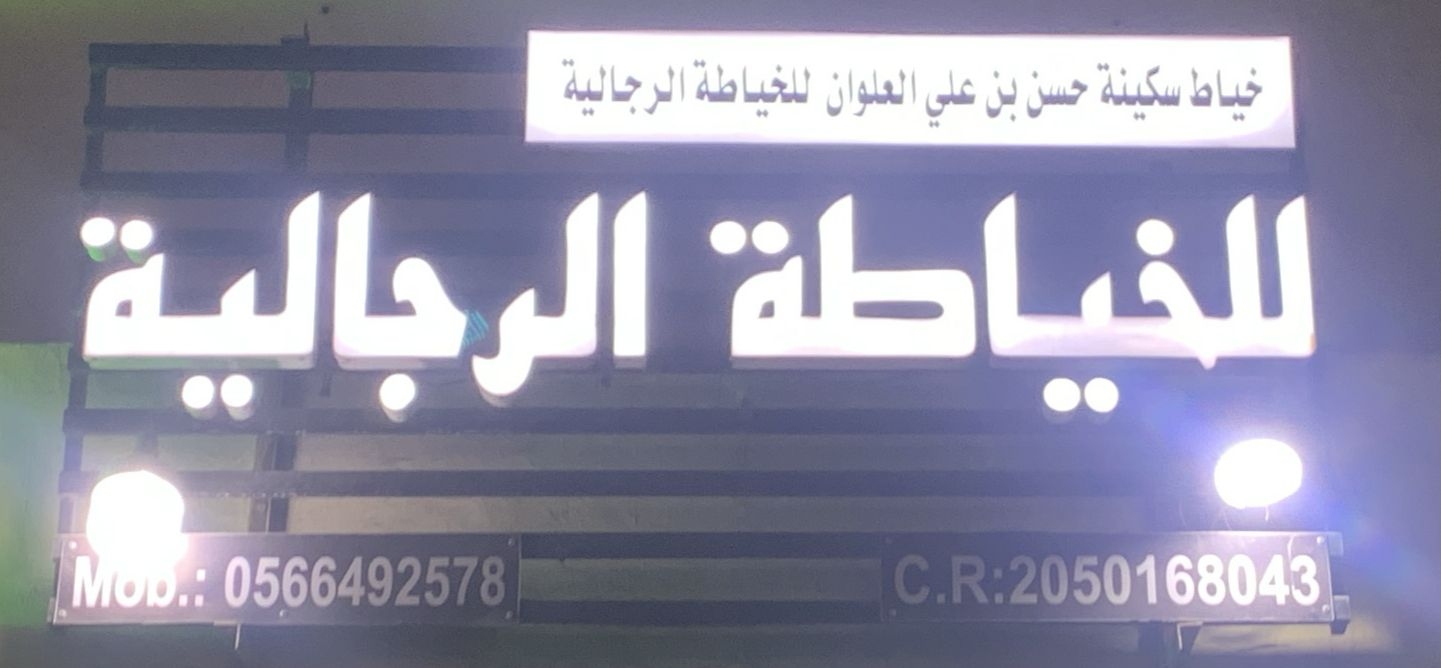 خياط سكينة حسن بن علي العلوان للخياطة الرجالية
للخياطة الرجالية
Mob.: 0566492578
C.R:2050168043